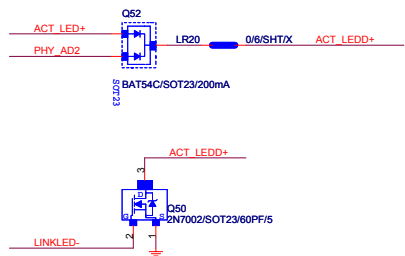 Q52
ACT_LED+
LR20
0/6/SHT/X
ACT_LEDD+
PHY_AD2
BAT54C/SOT23/200mA
SOT23
ACT_LEDD+
3
D
Q50
2N7002/SOT23/60PF/5
G
S
2
1
LINKLED-